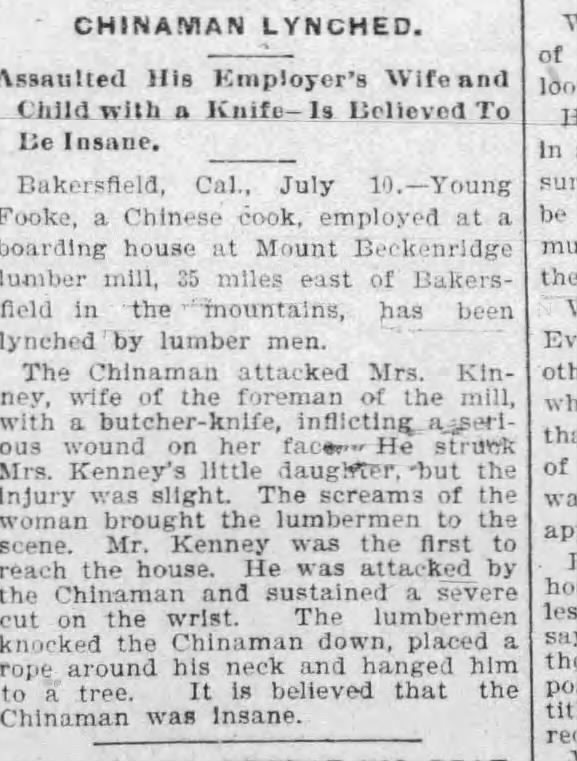 CHINAMAN LYNCHED.
Assaulted His Employer's Wife and
Child with a Knife—Is Believed To
Be Insane.
Bakersfield, Cal., July 10.—Young
Fooke, a Chinese cook, employed at a
boarding house at Mount Beckenridge
lumber mill, 35 miles east of Bakers-
field in the mountains, has been
lynched by lumber men.
The Chinaman attacked Mrs. Kin-
ney, wife of the foreman of the mill,
with a butcher-knife, inflicting a seri-
ous wound on her face. He struck
Mrs. Kenney's little daughter, but the
injury was slight. The screams of the
woman brought the lumbermen to the
scene. Mr. Kenney was the first to
reach the house. He was attacked by
the Chinaman and sustained a severe
cut on the wrist. The lumbermen
knocked the Chinaman down, placed a
rope around his neck and hanged him
to a tree. It is believed that the
Chinaman was insane.
of
loo
in
sur
be
mu
the
Ev
oth
wh
tha
of
wa
app
ho
les
say
the
po
tit
rec